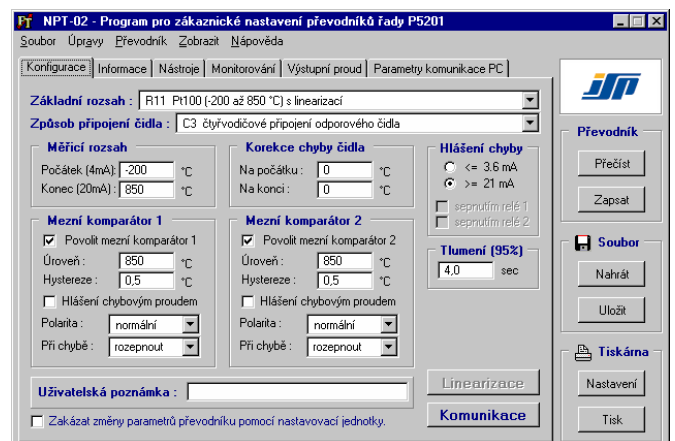 NPT-02 - Program pro zákaznické nastavení převodníků řady P5201
Soubor Úpravy Převodník Zobrazit Nápověda
Konfigurace Informace Nástroje Monitorování Výstupní proud Parametry komunikace PC
Základní rozsah : R11 Pt100 (-200 až 850 °C) s linearizací
Způsob připojení čidla : C3 čtyřvodičové připojení odporového čidla
Měřicí rozsah
Počátek (4mA): -200 °C
Konec (20mA) : 850 °C
Korekce chyby čidla
Na počátku : 0 °C
Na konci : 0 °C
Hlášení chyby
<= 3.6 mA
>= 21 mA
sepnutím relé 1
sepnutím relé 2
Mezní komparátor 1
Povolit mezní komparátor 1
Úroveň : 850 °C
Hystereze : 0,5 °C
Hlášení chybovým proudem
Polarita : normální
Při chybě : rozepnout
Mezní komparátor 2
Povolit mezní komparátor 2
Úroveň : 850 °C
Hystereze : 0,5 °C
Hlášení chybovým proudem
Polarita : normální
Při chybě : rozepnout
Tlumení (95%)
4,0 sec
Uživatelská poznámka :
Zakázat změny parametrů převodníku pomocí nastavovací jednotky.
Linearizace
Komunikace
JSP
Převodník
Přečíst
Zapsat
Soubor
Nahrát
Uložit
Tiskárna
Nastavení
Tisk